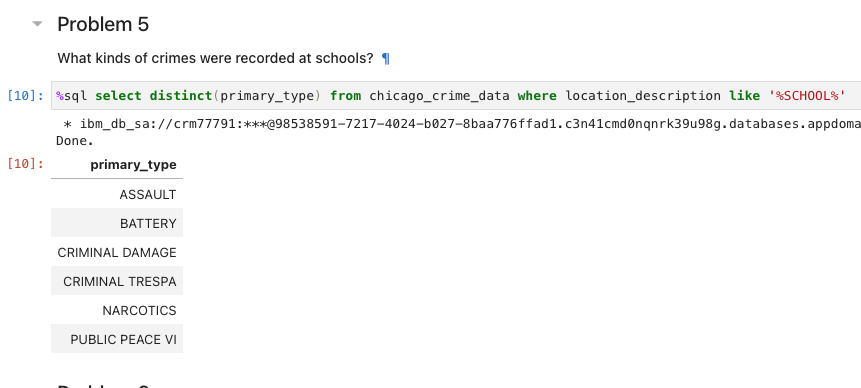 Problem 5
What kinds of crimes were recorded at schools? ¶
[10]: %sql select distinct(primary_type) from chicago_crime_data where location_description like '%SCHOOL%'
* ibm_db_sa://crm77791:***@98538591-7217-4024-b027-8baa776ffad1.c3n41cmd0nqnrk39u98g.databases.appdoma
Done.
[10]: primary_type
ASSAULT
BATTERY
CRIMINAL DAMAGE
CRIMINAL TRESPA
NARCOTICS
PUBLIC PEACE VI